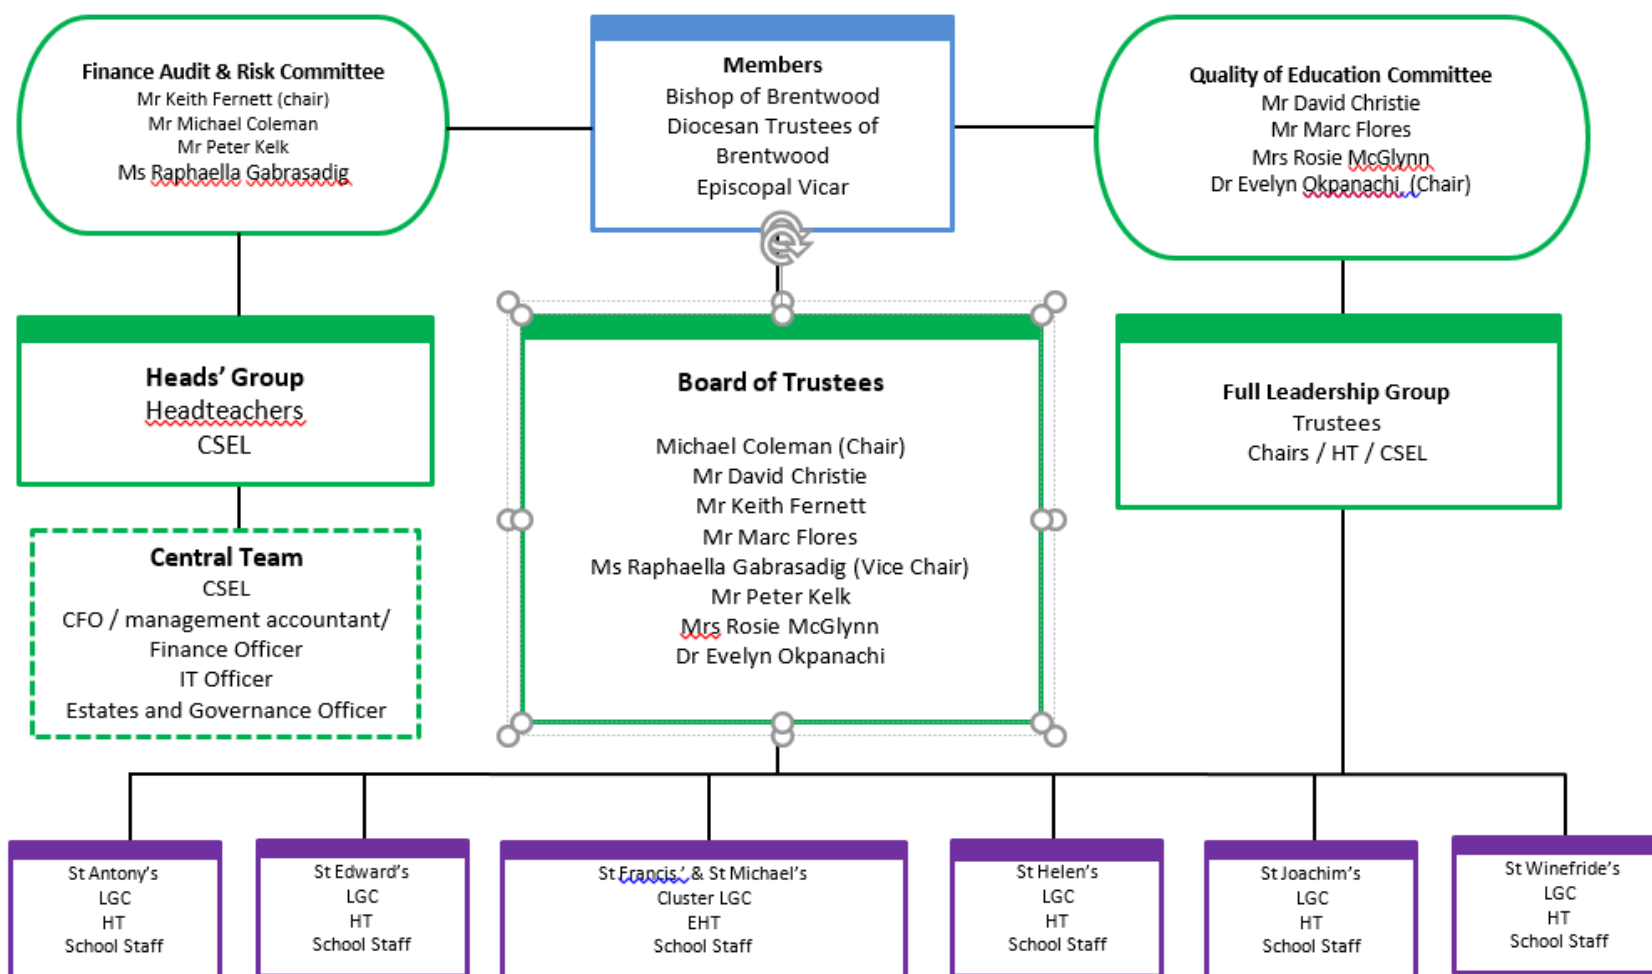 Finance Audit & Risk Committee
Mr Keith Fernett (chair)
Mr Michael Coleman
Mr Peter Kelk
Ms Raphaella Gabrasadig
Members
Bishop of Brentwood
Diocesan Trustees of
Brentwood
Episcopal Vicar
Quality of Education Committee
Mr David Christie
Mr Marc Flores
Mrs Rosie McGlynn
Dr Evelyn Okpanachi, (Chair)
Heads' Group
Headteachers
CSEL
Board of Trustees
Michael Coleman (Chair)
Mr David Christie
Mr Keith Fernett
Mr Marc Flores
Ms Raphaella Gabrasadig (Vice Chair)
Mr Peter Kelk
Mrs Rosie McGlynn
Dr Evelyn Okpanachi
Full Leadership Group
Trustees
Chairs / HT / CSEL
Central Team
CSEL
CFO / management accountant/
Finance Officer
IT Officer
Estates and Governance Officer
St Antony's
LGC
HT
School Staff
St Edward's
LGC
HT
School Staff
St Francis' & St Michael's
Cluster LGC
EHT
School Staff
St Helen's
LGC
HT
School Staff
St Joachim's
LGC
HT
School Staff
St Winefride's
LGC
HT
School Staff